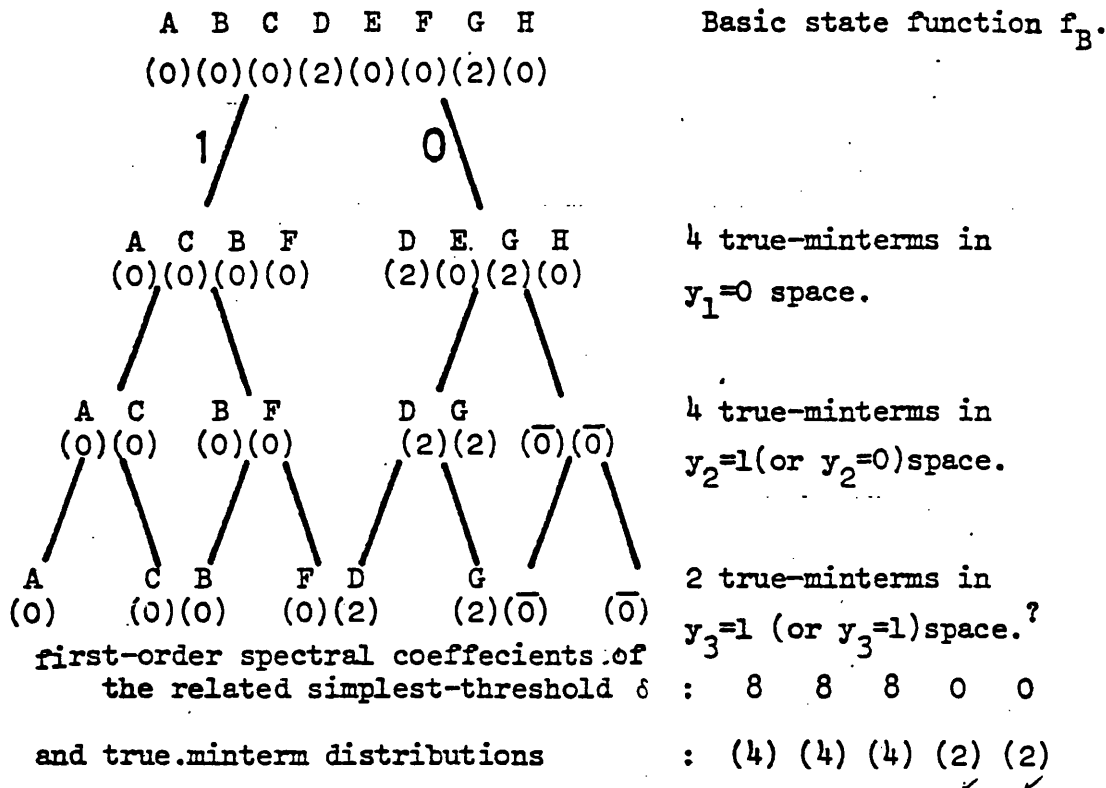 A B C D E F G H Basic state function f_B.
(0)(0)(0)(2)(0)(0)(2)(0)
1 0
A C B F D E. G H 4 true-minterms in
(0)(0)(0)(0) (2)(0)(2)(0) y_1=0 space.
A C B F D G 4 true-minterms in
(0)(0) (0)(0) (2)(2) (0̅)(0̅) y_2=1(or y_2=0)space.
A C B F D G 2 true-minterms in
(0) (0)(0) (0)(2) (2)(0̅) (0̅) y_3=1 (or y_3=1)space.?
first-order spectral coeffecients of
the related simplest-threshold δ : 8 8 8 0 0
and true.minterm distributions : (4) (4) (4) (2) (2)
✓ ✓